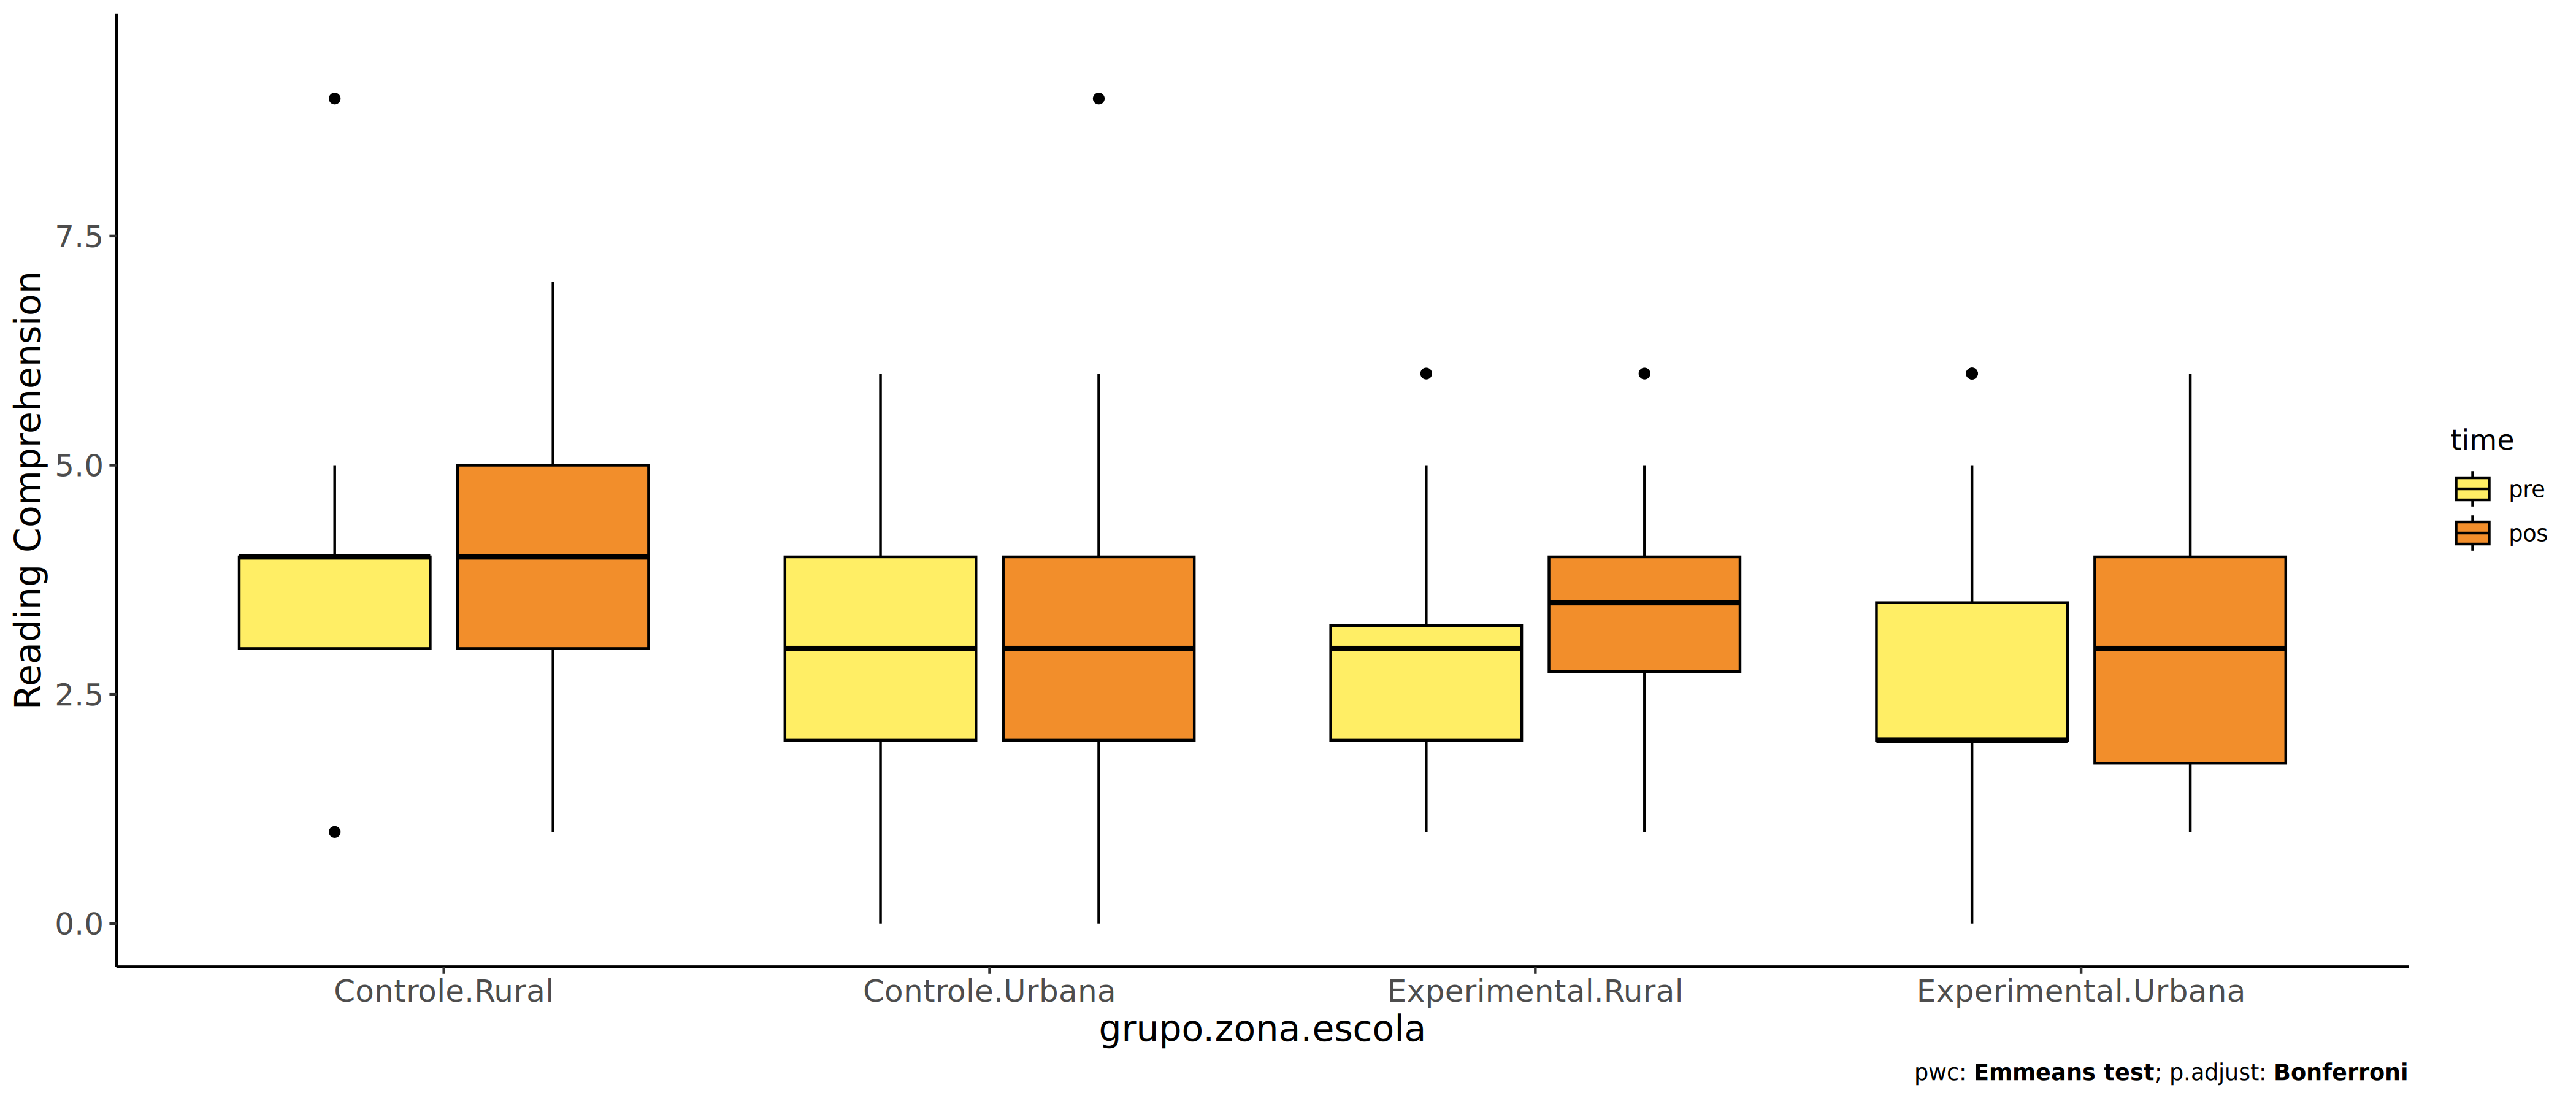 Reading Comprehension
7.5
5.0
2.5
0.0
Controle.Rural
Controle.Urbana
Experimental.Rural
Experimental.Urbana
grupo.zona.escola
time
pre
pos
pwc: Emmeans test; p.adjust: Bonferroni